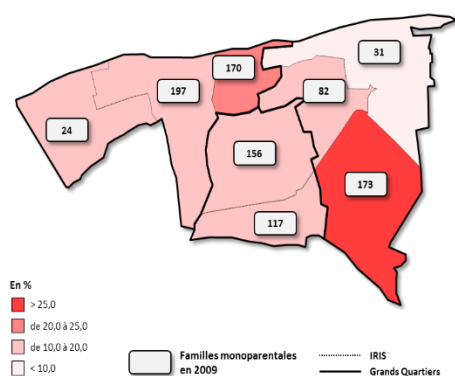 31
170
197
82
24
156
173
117
En %
> 25,0
de 20,0 à 25,0
de 10,0 à 20,0
< 10,0
Familles monoparentales
en 2009
IRIS
Grands Quartiers